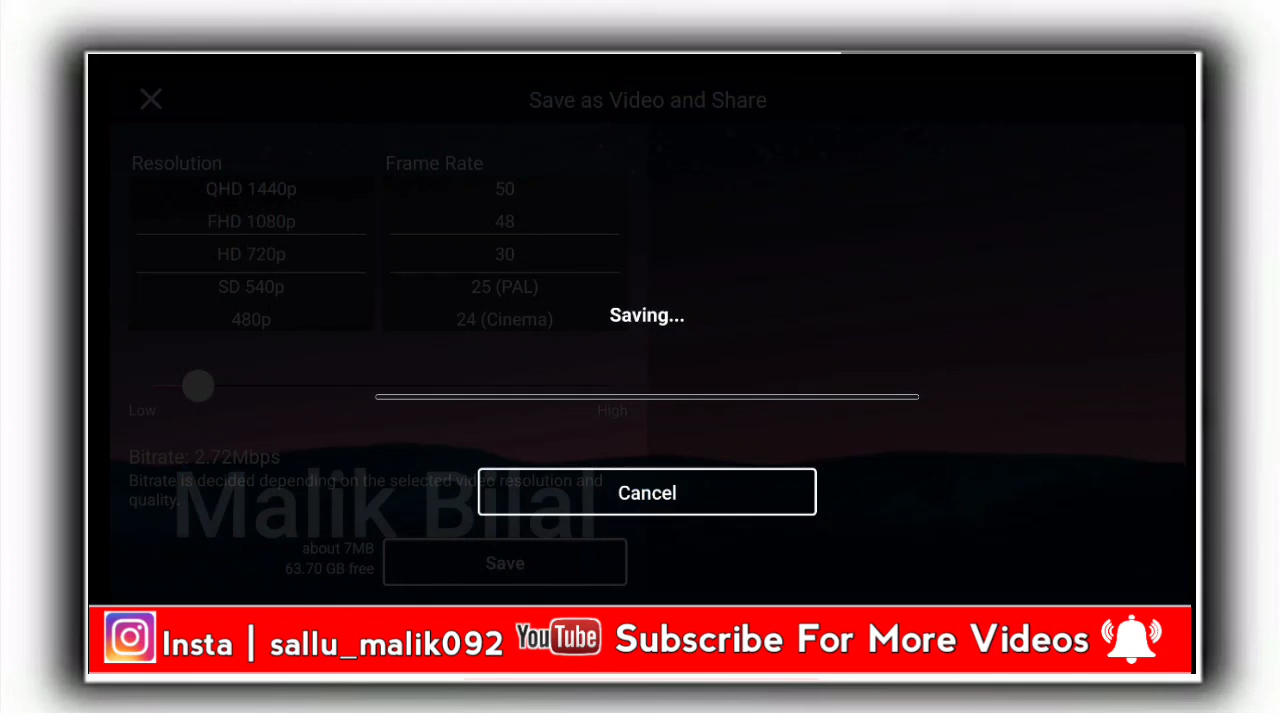 Save as Video and Share
Resolution
Frame Rate
QHD 1440p
50
FHD 1080p
48
HD 720p
30
SD 540p
25 (PAL)
480p
24 (Cinema)
Saving...
Low
High
Bitrate: 2.72Mbps
Bitrate is decided depending on the selected video resolution and
quality.
Malik Bilal
Cancel
about 7MB
63.70 GB free
Save
Insta | sallu_malik092 YouTube Subscribe For More Videos